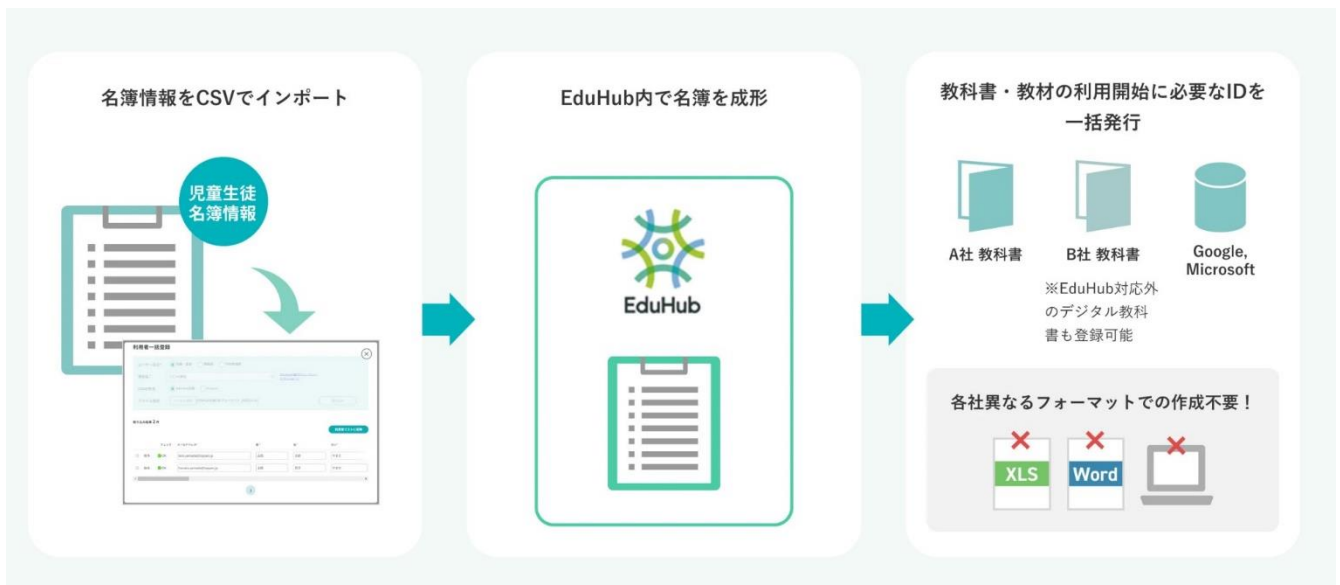 名簿情報をCSVでインポート
児童生徒
名簿情報
利用者一括登録
EduHub内で名簿を成形
EduHub
教科書・教材の利用開始に必要なIDを
一括発行
A社 教科書
B社 教科書
Google,
Microsoft
※EduHub対応外
のデジタル教科
書も登録可能
各社異なるフォーマットでの作成不要！
XLS
Word